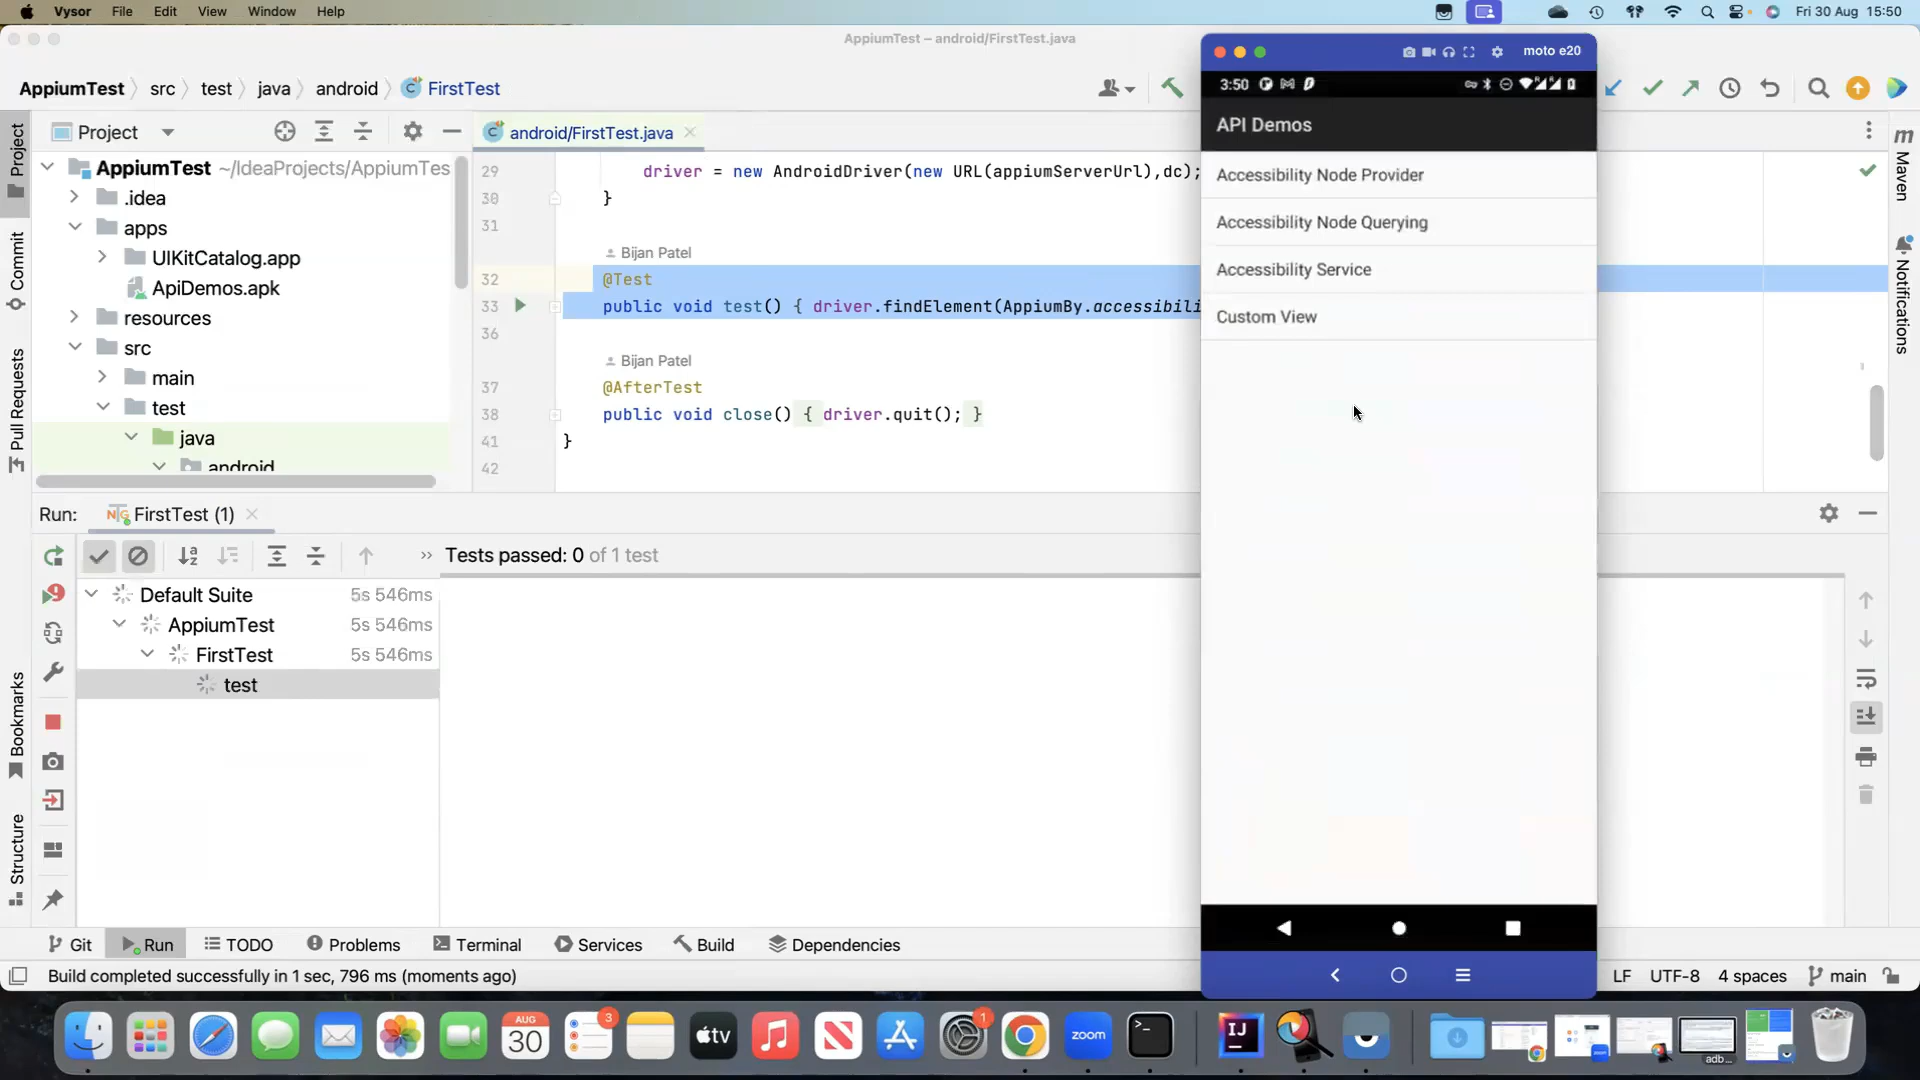 Vysor File Edit View Window Help
Fri 30 Aug 15:50
AppiumTest – android/FirstTest.java
AppiumTest src test java android FirstTest
Project
android/FirstTest.java
AppiumTest ~/IdeaProjects/AppiumTes
.idea
apps
UIKitCatalog.app
ApiDemos.apk
resources
src
main
test
java
android
29 driver = new AndroidDriver(new URL(appiumServerUrl),dc);
30 }
31
Bijan Patel
32 @Test
33 public void test() { driver.findElement(AppiumBy.accessibili
36
Bijan Patel
37 @AfterTest
38 public void close() { driver.quit(); }
41 }
42
moto e20
3:50
API Demos
Accessibility Node Provider
Accessibility Node Querying
Accessibility Service
Custom View
Project
Commit
Pull Requests
Bookmarks
Structure
m
Maven
Notifications
Run: FirstTest (1)
Tests passed: 0 of 1 test
Default Suite 5s 546ms
AppiumTest 5s 546ms
FirstTest 5s 546ms
test
Git Run TODO Problems Terminal Services Build Dependencies
Build completed successfully in 1 sec, 796 ms (moments ago)
LF UTF-8 4 spaces main
AUG
30
3
tv
1
zoom
IJ
adb...